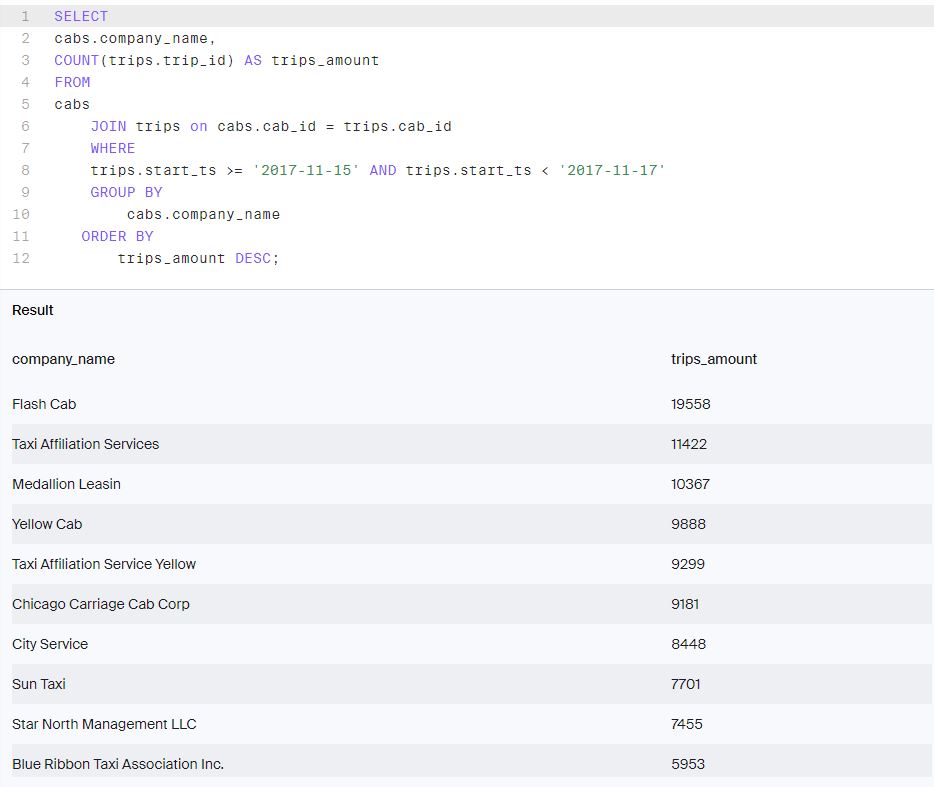 1 SELECT
2 cabs.company_name,
3 COUNT(trips.trip_id) AS trips_amount
4 FROM
5 cabs
6 JOIN trips on cabs.cab_id = trips.cab_id
7 WHERE
8 trips.start_ts >= '2017-11-15' AND trips.start_ts < '2017-11-17'
9 GROUP BY
10 cabs.company_name
11 ORDER BY
12 trips_amount DESC;
Result
company_name trips_amount
Flash Cab 19558
Taxi Affiliation Services 11422
Medallion Leasin 10367
Yellow Cab 9888
Taxi Affiliation Service Yellow 9299
Chicago Carriage Cab Corp 9181
City Service 8448
Sun Taxi 7701
Star North Management LLC 7455
Blue Ribbon Taxi Association Inc. 5953